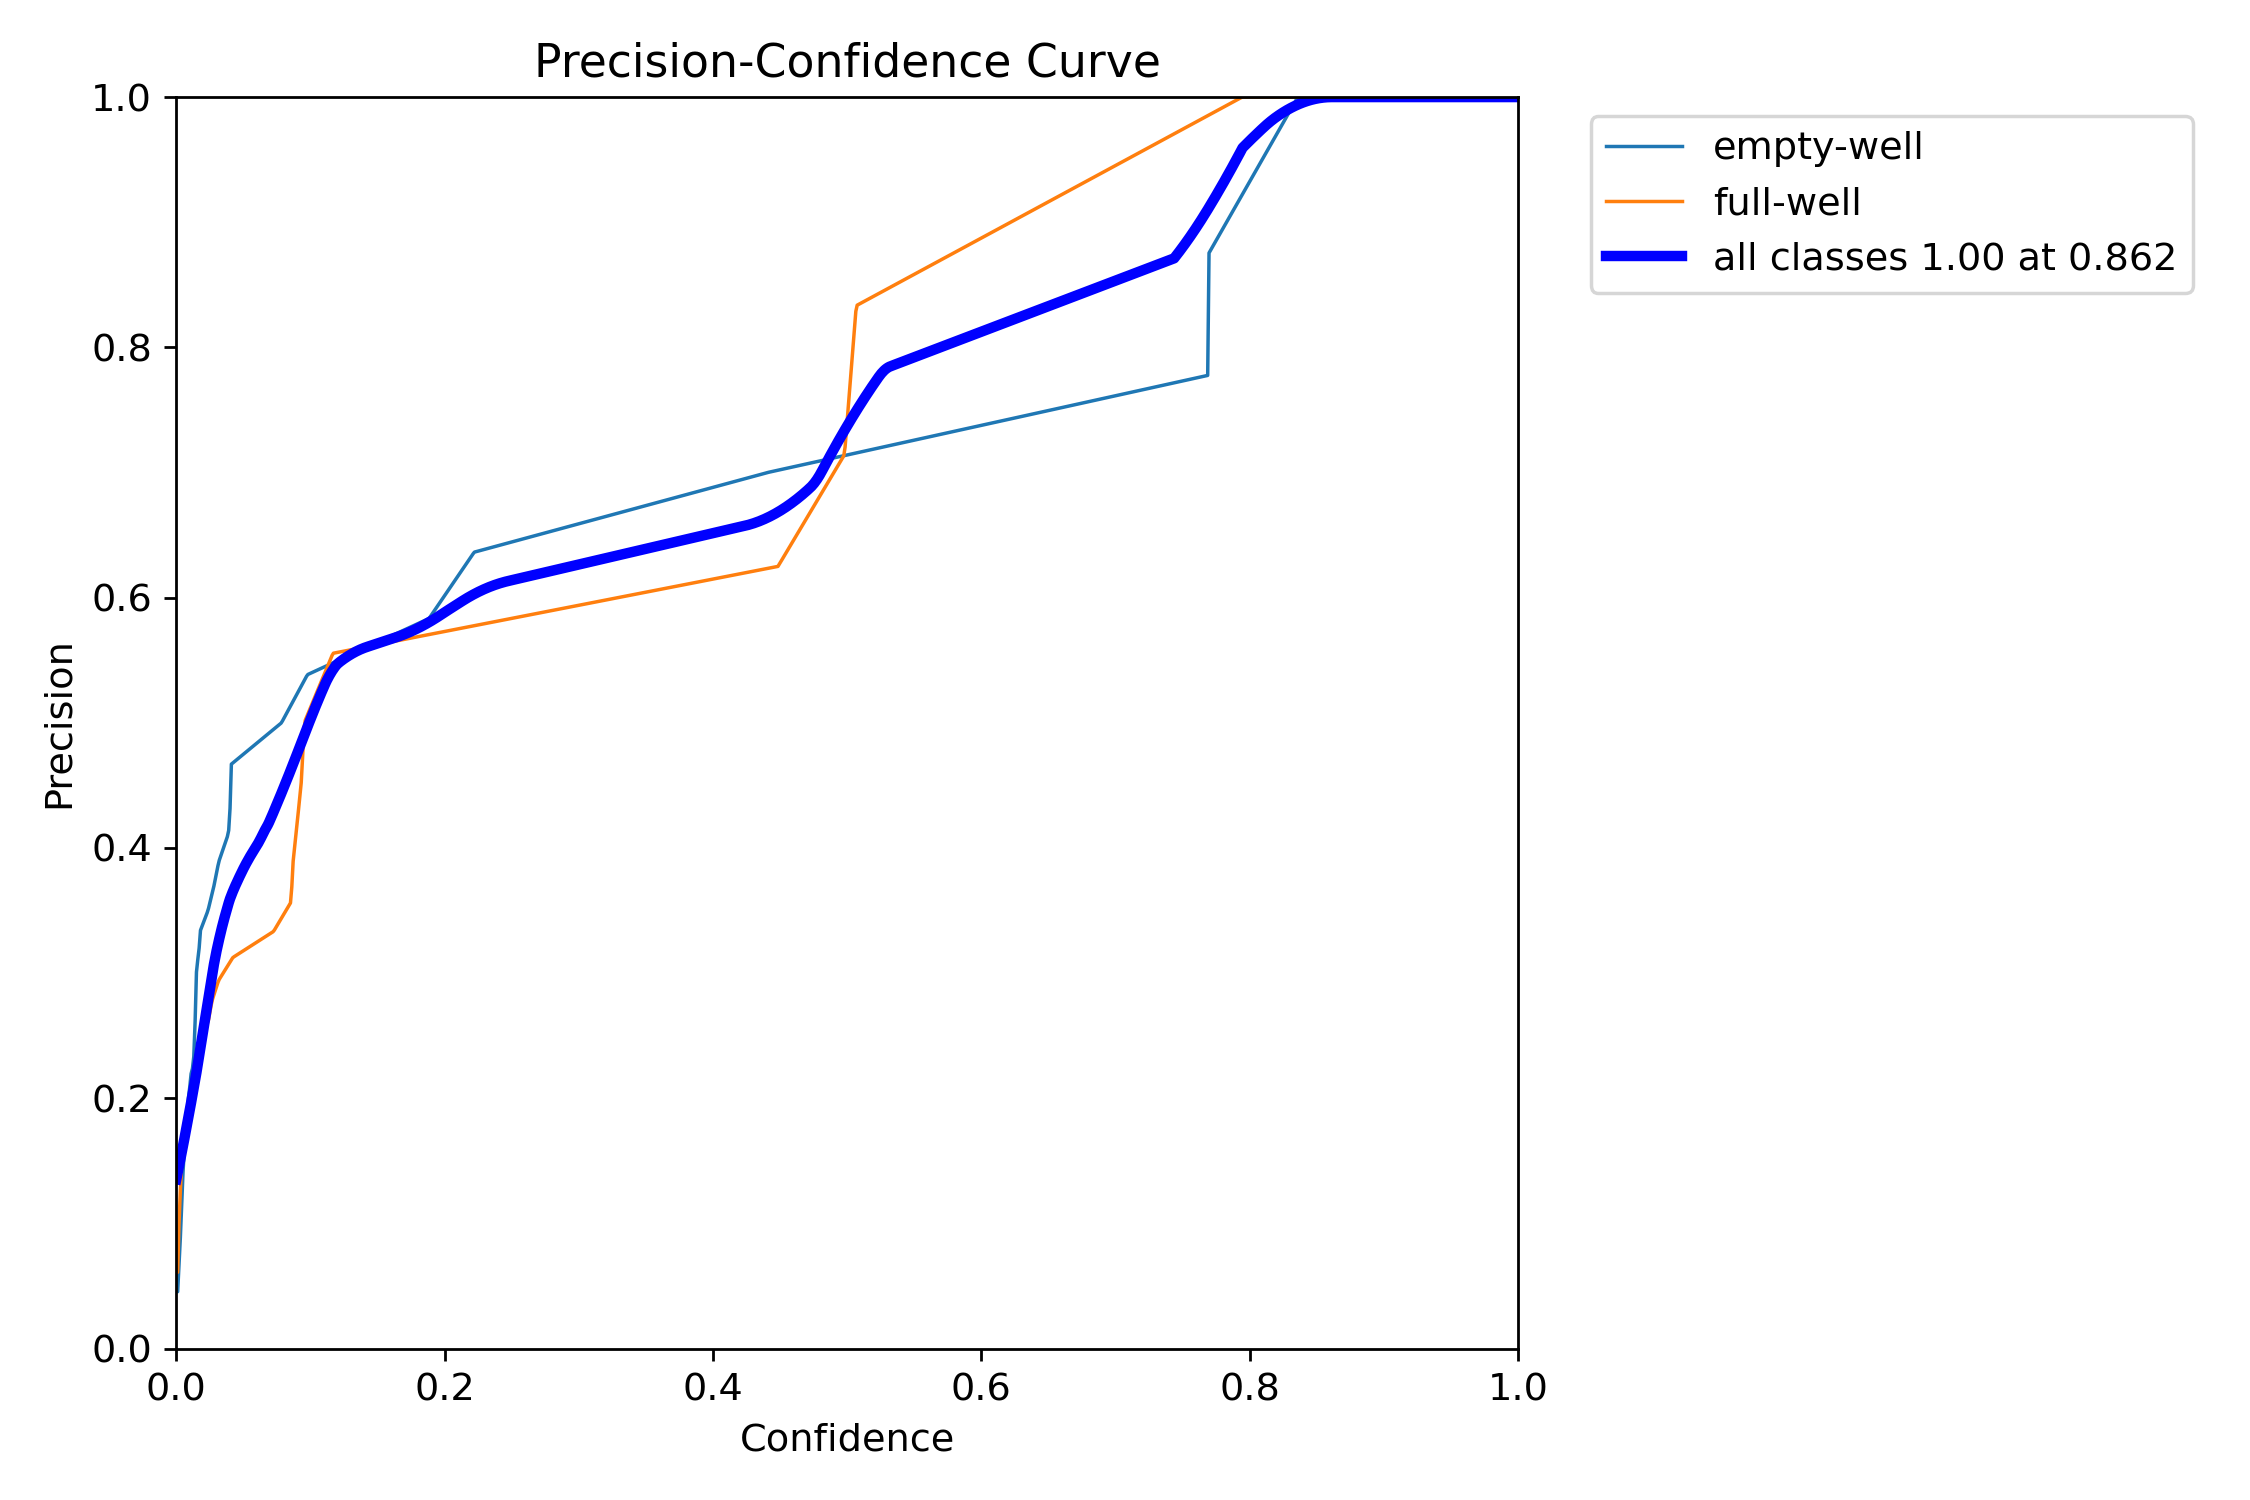 Precision-Confidence Curve
1.0
0.8
0.6
0.4
0.2
0.0
Precision
0.0 0.2 0.4 0.6 0.8 1.0
Confidence
empty-well
full-well
all classes 1.00 at 0.862